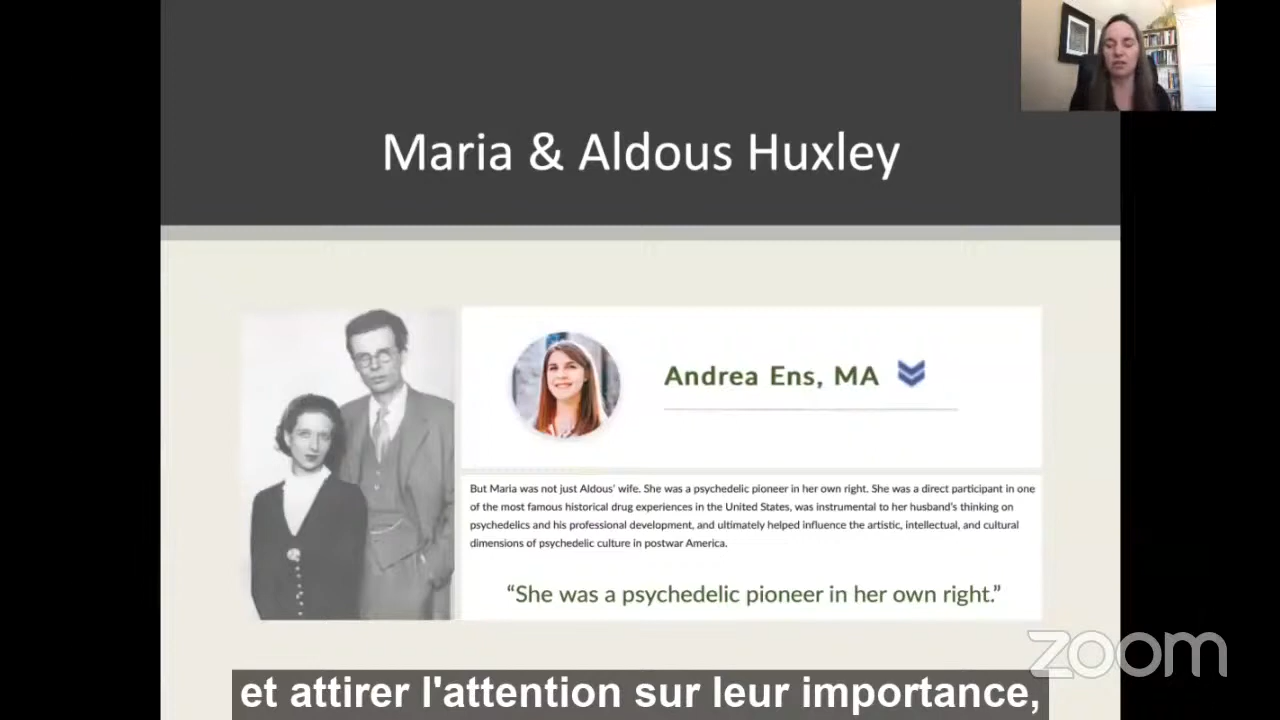 Maria & Aldous Huxley
Andrea Ens, MA
But Maria was not just Aldous' wife. She was a psychedelic pioneer in her own right. She was a direct participant in one
of the most famous historical drug experiences in the United States, was instrumental to her husband's thinking on
psychedelics and his professional development, and ultimately helped influence the artistic, intellectual, and cultural
dimensions of psychedelic culture in postwar America.
“She was a psychedelic pioneer in her own right.”
zoom
et attirer l'attention sur leur importance,